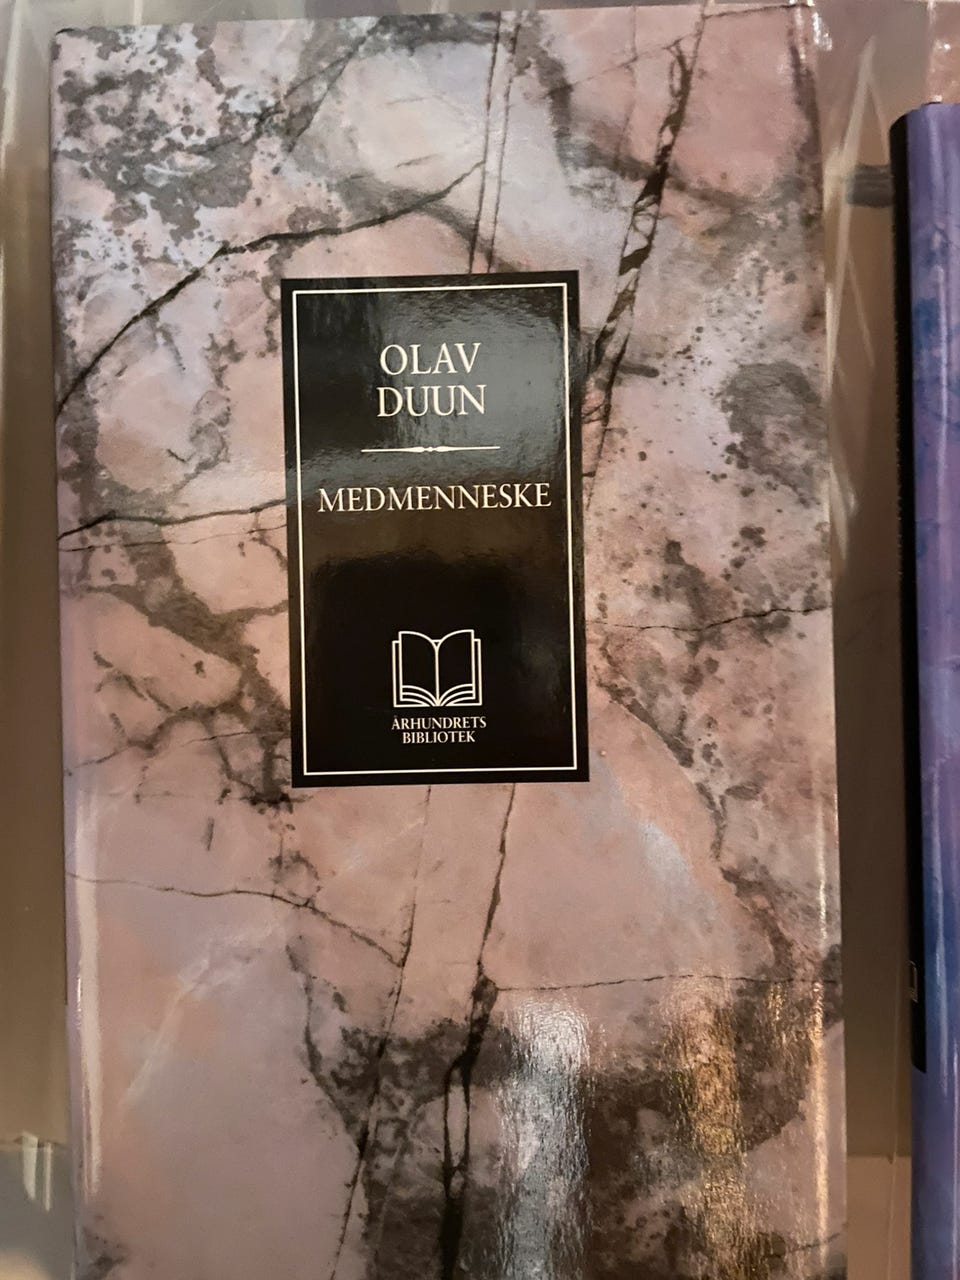 OLAV
DUUN
MEDMENNESKE
ÅRHUNDRETS
BIBLIOTEK